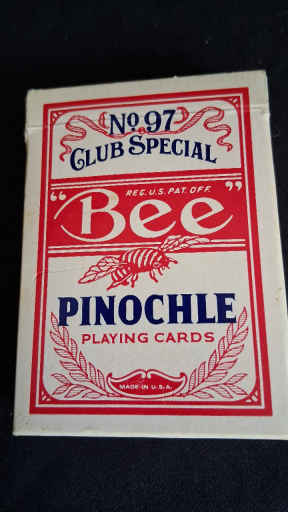 No. 97
CLUB SPECIAL
REG. U.S. PAT. OFF.
"Bee"
PINOCHLE
PLAYING CARDS
MADE IN U.S.A.